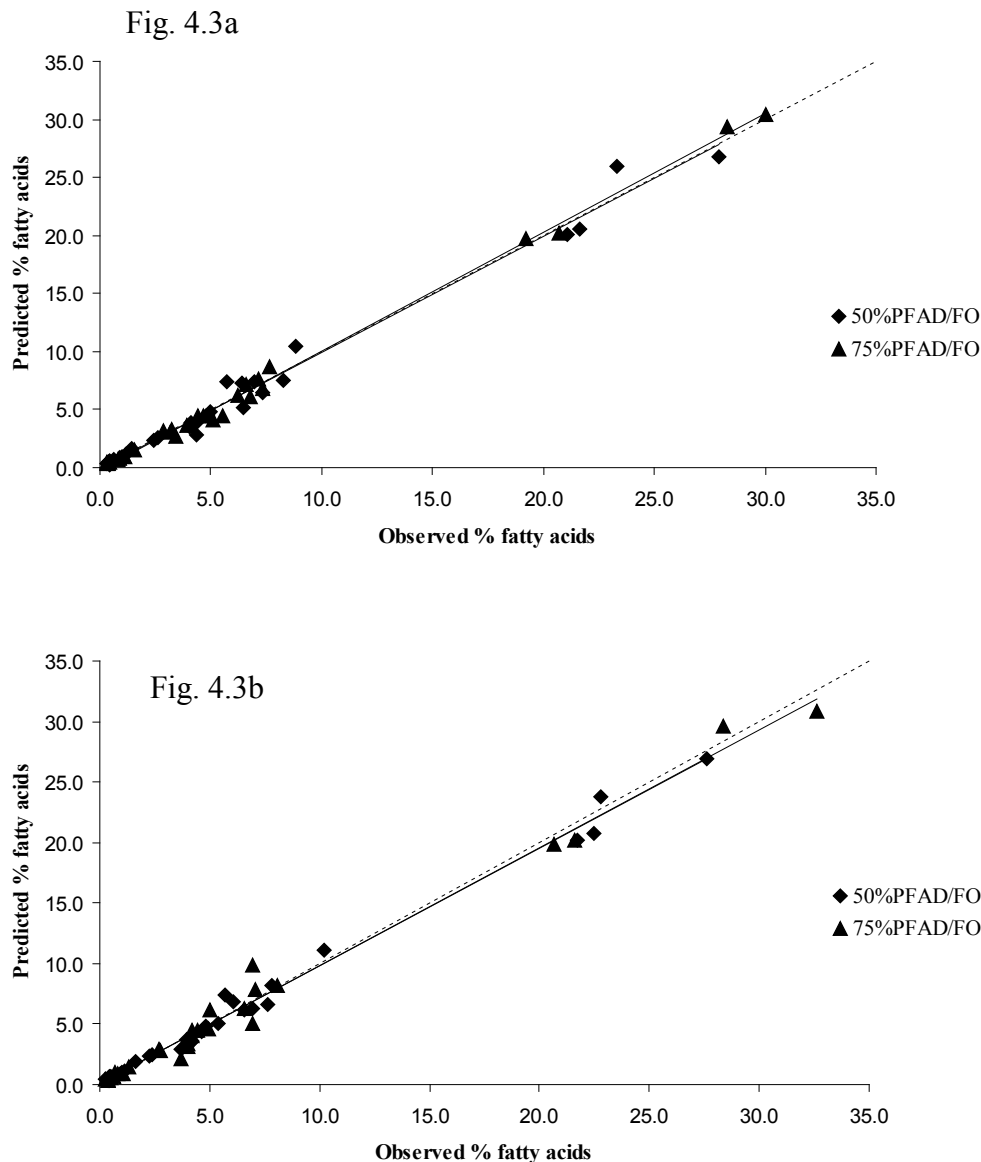 Fig. 4.3a
35.0
30.0
25.0
20.0
15.0
10.0
5.0
0.0
Predicted % fatty acids
0.0 5.0 10.0 15.0 20.0 25.0 30.0 35.0
Observed % fatty acids
50%PFAD/FO
75%PFAD/FO
Fig. 4.3b
35.0
30.0
25.0
20.0
15.0
10.0
5.0
0.0
Predicted % fatty acids
0.0 5.0 10.0 15.0 20.0 25.0 30.0 35.0
Observed % fatty acids
50%PFAD/FO
75%PFAD/FO